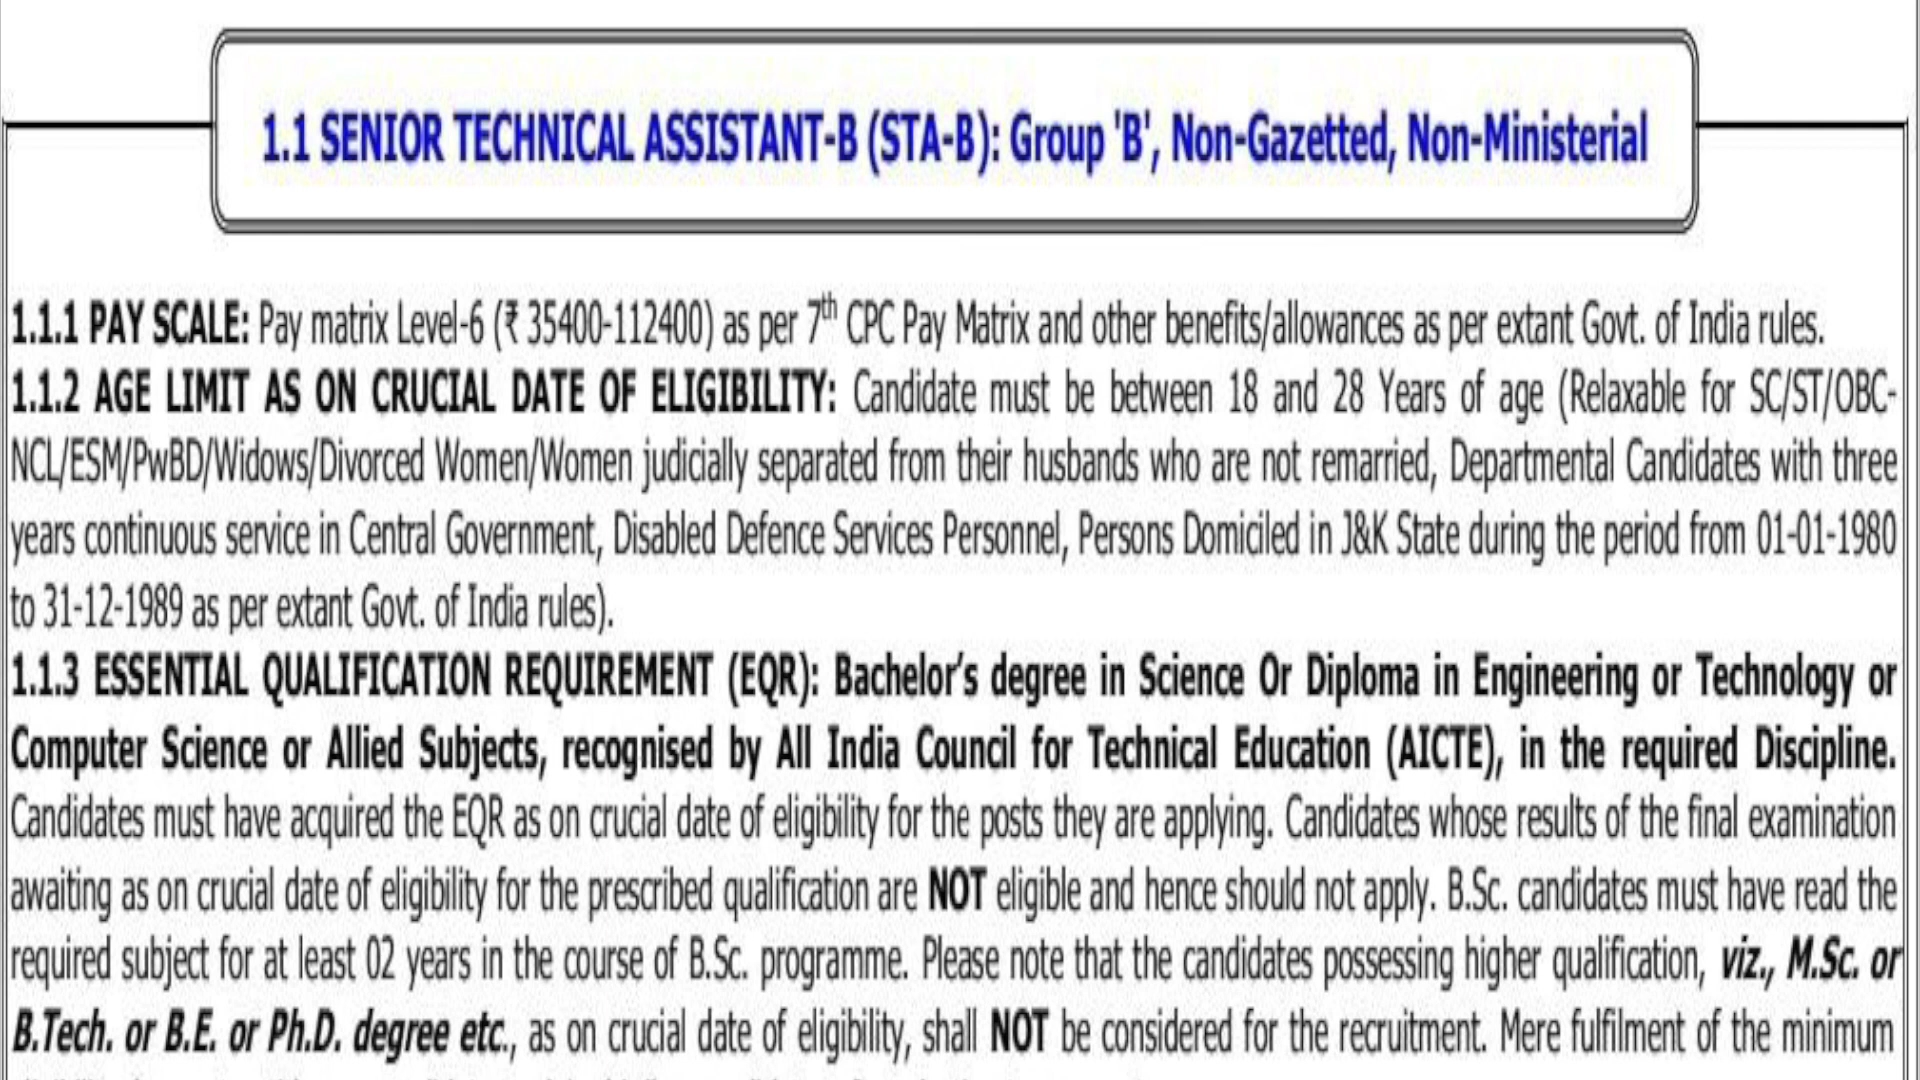 1.1 SENIOR TECHNICAL ASSISTANT-B (STA-B): Group 'B', Non-Gazetted, Non-Ministerial
1.1.1 PAY SCALE: Pay matrix Level-6 (₹ 35400-112400) as per 7th CPC Pay Matrix and other benefits/allowances as per extant Govt. of India rules.
1.1.2 AGE LIMIT AS ON CRUCIAL DATE OF ELIGIBILITY: Candidate must be between 18 and 28 Years of age (Relaxable for SC/ST/OBC-
NCL/ESM/PwBD/Widows/Divorced Women/Women judicially separated from their husbands who are not remarried, Departmental Candidates with three
years continuous service in Central Government, Disabled Defence Services Personnel, Persons Domiciled in J&K State during the period from 01-01-1980
to 31-12-1989 as per extant Govt. of India rules).
1.1.3 ESSENTIAL QUALIFICATION REQUIREMENT (EQR): Bachelor's degree in Science Or Diploma in Engineering or Technology or
Computer Science or Allied Subjects, recognised by All India Council for Technical Education (AICTE), in the required Discipline.
Candidates must have acquired the EQR as on crucial date of eligibility for the posts they are applying. Candidates whose results of the final examination
awaiting as on crucial date of eligibility for the prescribed qualification are NOT eligible and hence should not apply. B.Sc. candidates must have read the
required subject for at least 02 years in the course of B.Sc. programme. Please note that the candidates possessing higher qualification, viz., M.Sc. or
B.Tech. or B.E. or Ph.D. degree etc., as on crucial date of eligibility, shall NOT be considered for the recruitment. Mere fulfilment of the minimum